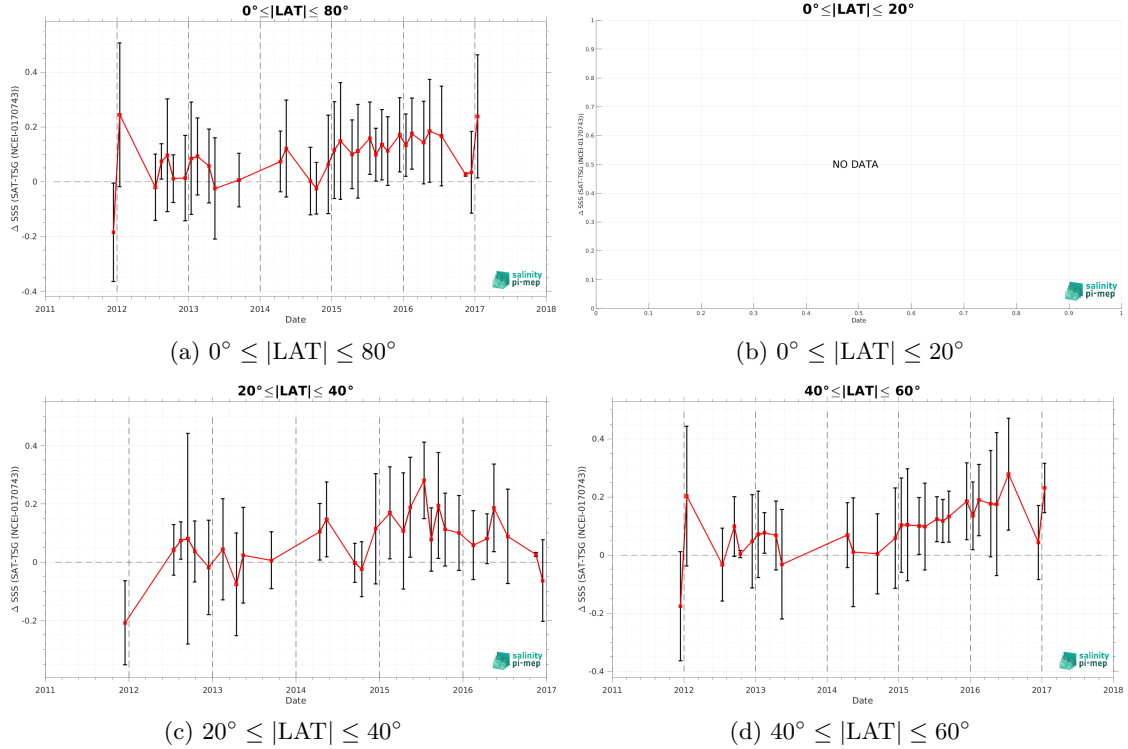 0°≤|LAT|≤ 80°
Δ SSS (SAT-TSG (NCEI-0170743))
0.4
0.2
0
-0.2
-0.4
2011 2012 2013 2014 2015 2016 2017 2018
Date
salinity
pi-mep
(a) 0° ≤ |LAT| ≤ 80°
0°≤|LAT|≤ 20°
Δ SSS (SAT-TSG (NCEI-0170743))
1
0.9
0.8
0.7
0.6
0.5
0.4
0.3
0.2
0.1
0
NO DATA
0 0.1 0.2 0.3 0.4 0.5 0.6 0.7 0.8 0.9 1
Date
salinity
pi-mep
(b) 0° ≤ |LAT| ≤ 20°
20°≤|LAT|≤ 40°
Δ SSS (SAT-TSG (NCEI-0170743))
0.4
0.2
0
-0.2
2011 2012 2013 2014 2015 2016 2017
Date
salinity
pi-mep
(c) 20° ≤ |LAT| ≤ 40°
40°≤|LAT|≤ 60°
Δ SSS (SAT-TSG (NCEI-0170743))
0.4
0.2
0
-0.2
-0.4
2011 2012 2013 2014 2015 2016 2017 2018
Date
salinity
pi-mep
(d) 40° ≤ |LAT| ≤ 60°